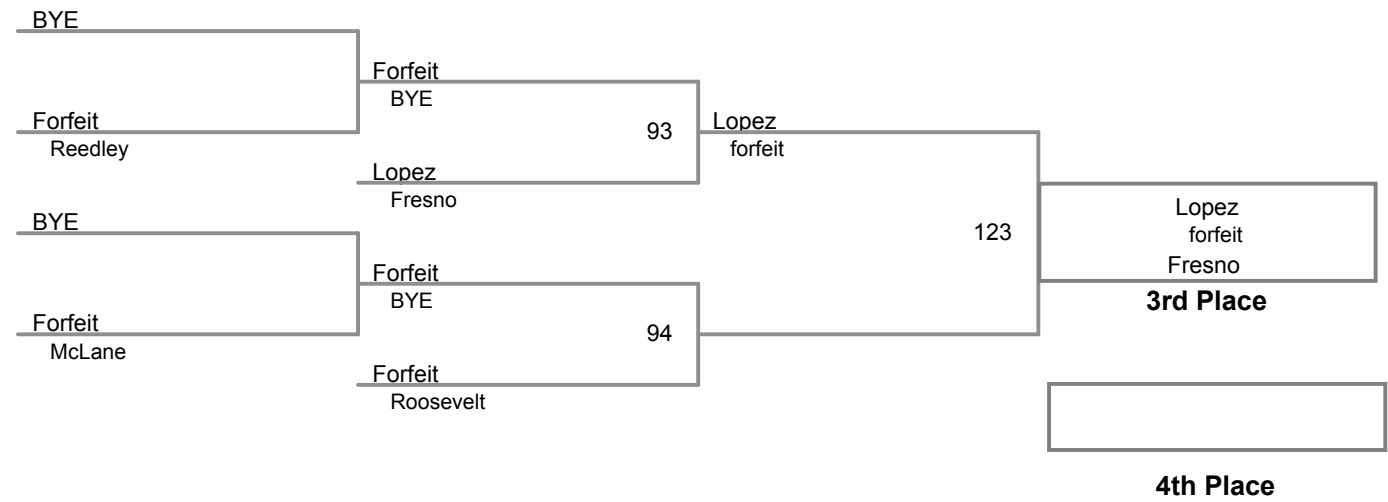 BYE
Forfeit
BYE
Forfeit
Reedley
93
Lopez
forfeit
Lopez
Fresno
Lopez
forfeit
Fresno
3rd Place
BYE
123
Forfeit
BYE
Forfeit
McLane
94
Forfeit
Roosevelt
4th Place